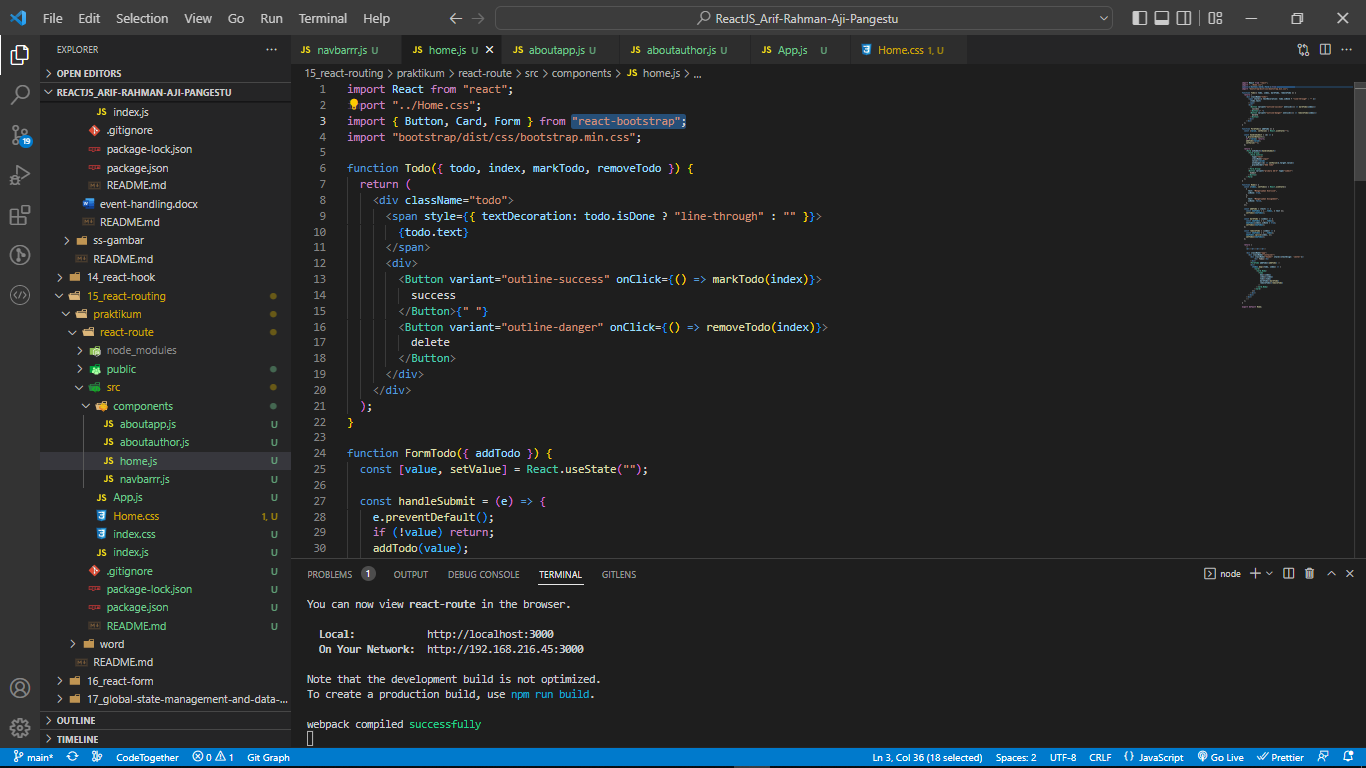 File Edit Selection View Go Run Terminal Help
ReactJS_Arif-Rahman-Aji-Pangestu
EXPLORER
OPEN EDITORS
REACTJS_ARIF-RAHMAN-AJI-PANGESTU
JS index.js
.gitignore
package-lock.json
package.json
README.md
event-handling.docx
README.md
ss-gambar
README.md
14_react-hook
15_react-routing
praktikum
react-route
node_modules
public
src
components
JS aboutapp.js U
JS aboutauthor.js U
JS home.js U
JS navbarrr.js U
JS App.js U
Home.css 1, U
index.css U
JS index.js U
.gitignore U
package-lock.json U
package.json U
README.md U
word
README.md
16_react-form
17_global-state-management-and-data-...
OUTLINE
TIMELINE
19
JS navbarrr.js U JS home.js U JS aboutapp.js U JS aboutauthor.js U JS App.js U Home.css 1, U
15_react-routing > praktikum > react-route > src > components > JS home.js > ...
1 import React from "react";
2 port "../Home.css";
3 import { Button, Card, Form } from "react-bootstrap";
4 import "bootstrap/dist/css/bootstrap.min.css";
5
6 function Todo({ todo, index, markTodo, removeTodo }) {
7 return (
8 <div className="todo">
9 <span style={{ textDecoration: todo.isDone ? "line-through" : "" }}>
10 {todo.text}
11 </span>
12 <div>
13 <Button variant="outline-success" onClick={() => markTodo(index)}>
14 success
15 </Button>{" "}
16 <Button variant="outline-danger" onClick={() => removeTodo(index)}>
17 delete
18 </Button>
19 </div>
20 </div>
21 );
22 }
23
24 function FormTodo({ addTodo }) {
25 const [value, setValue] = React.useState("");
26
27 const handleSubmit = (e) => {
28 e.preventDefault();
29 if (!value) return;
30 addTodo(value);
PROBLEMS 1 OUTPUT DEBUG CONSOLE TERMINAL GITLENS
node
You can now view react-route in the browser.
Local: http://localhost:3000
On Your Network: http://192.168.216.45:3000
Note that the development build is not optimized.
To create a production build, use npm run build.
webpack compiled successfully
main* CodeTogether 0 1 Git Graph Ln 3, Col 36 (18 selected) Spaces: 2 UTF-8 CRLF { } JavaScript Go Live Prettier